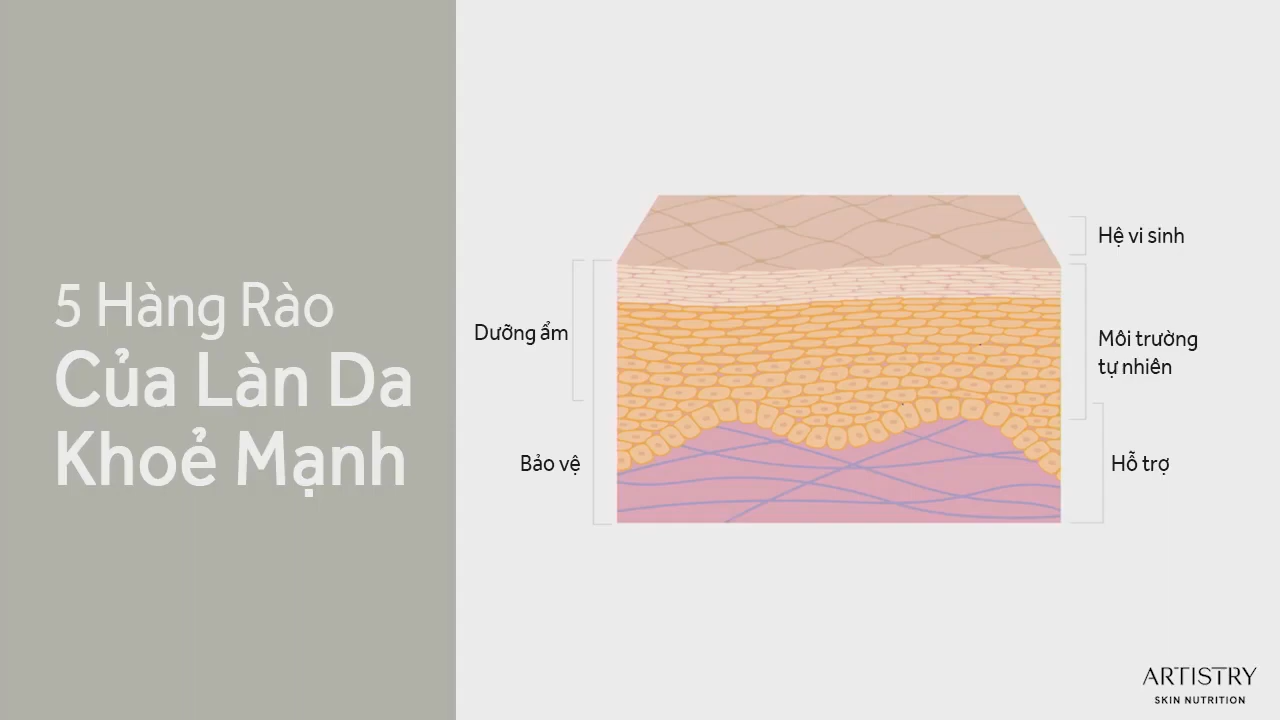 5 Hàng Rào
Của Làn Da
Khoẻ Mạnh
Dưỡng ẩm
Bảo vệ
Hệ vi sinh
Môi trường
tự nhiên
Hỗ trợ
ARTISTRY
SKIN NUTRITION